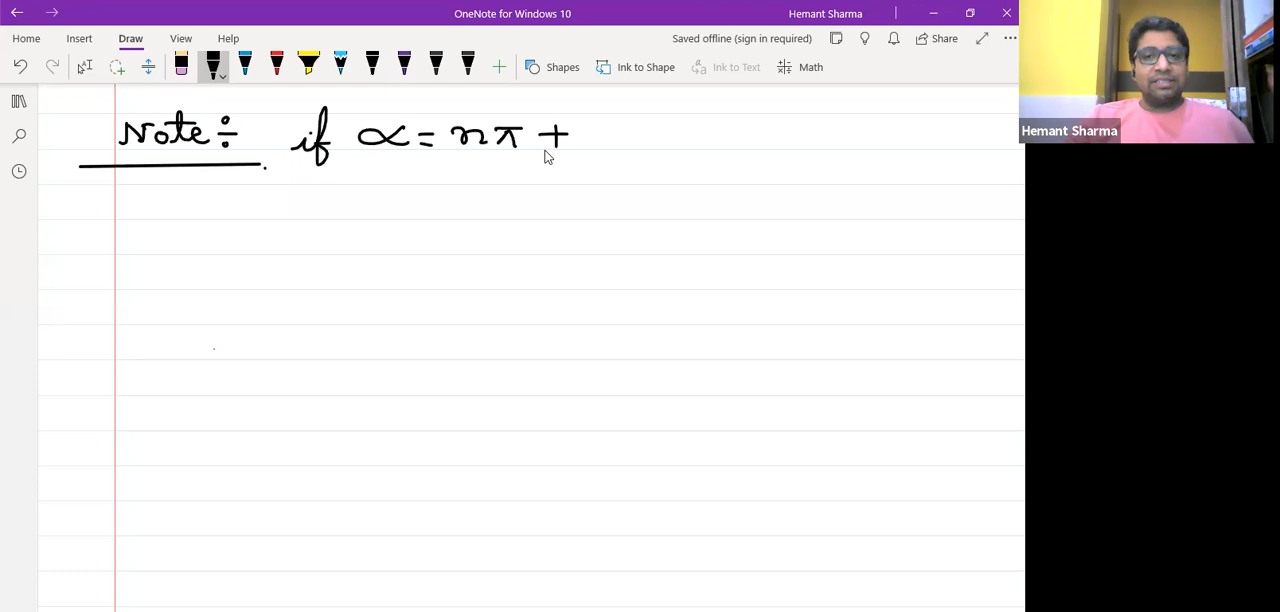 OneNote for Windows 10
Hemant Sharma
Home Insert Draw View Help
Saved offline (sign in required)
Share
Shapes
Ink to Shape
Ink to Text
Math
Note ÷ if α = nπ +
Hemant Sharma